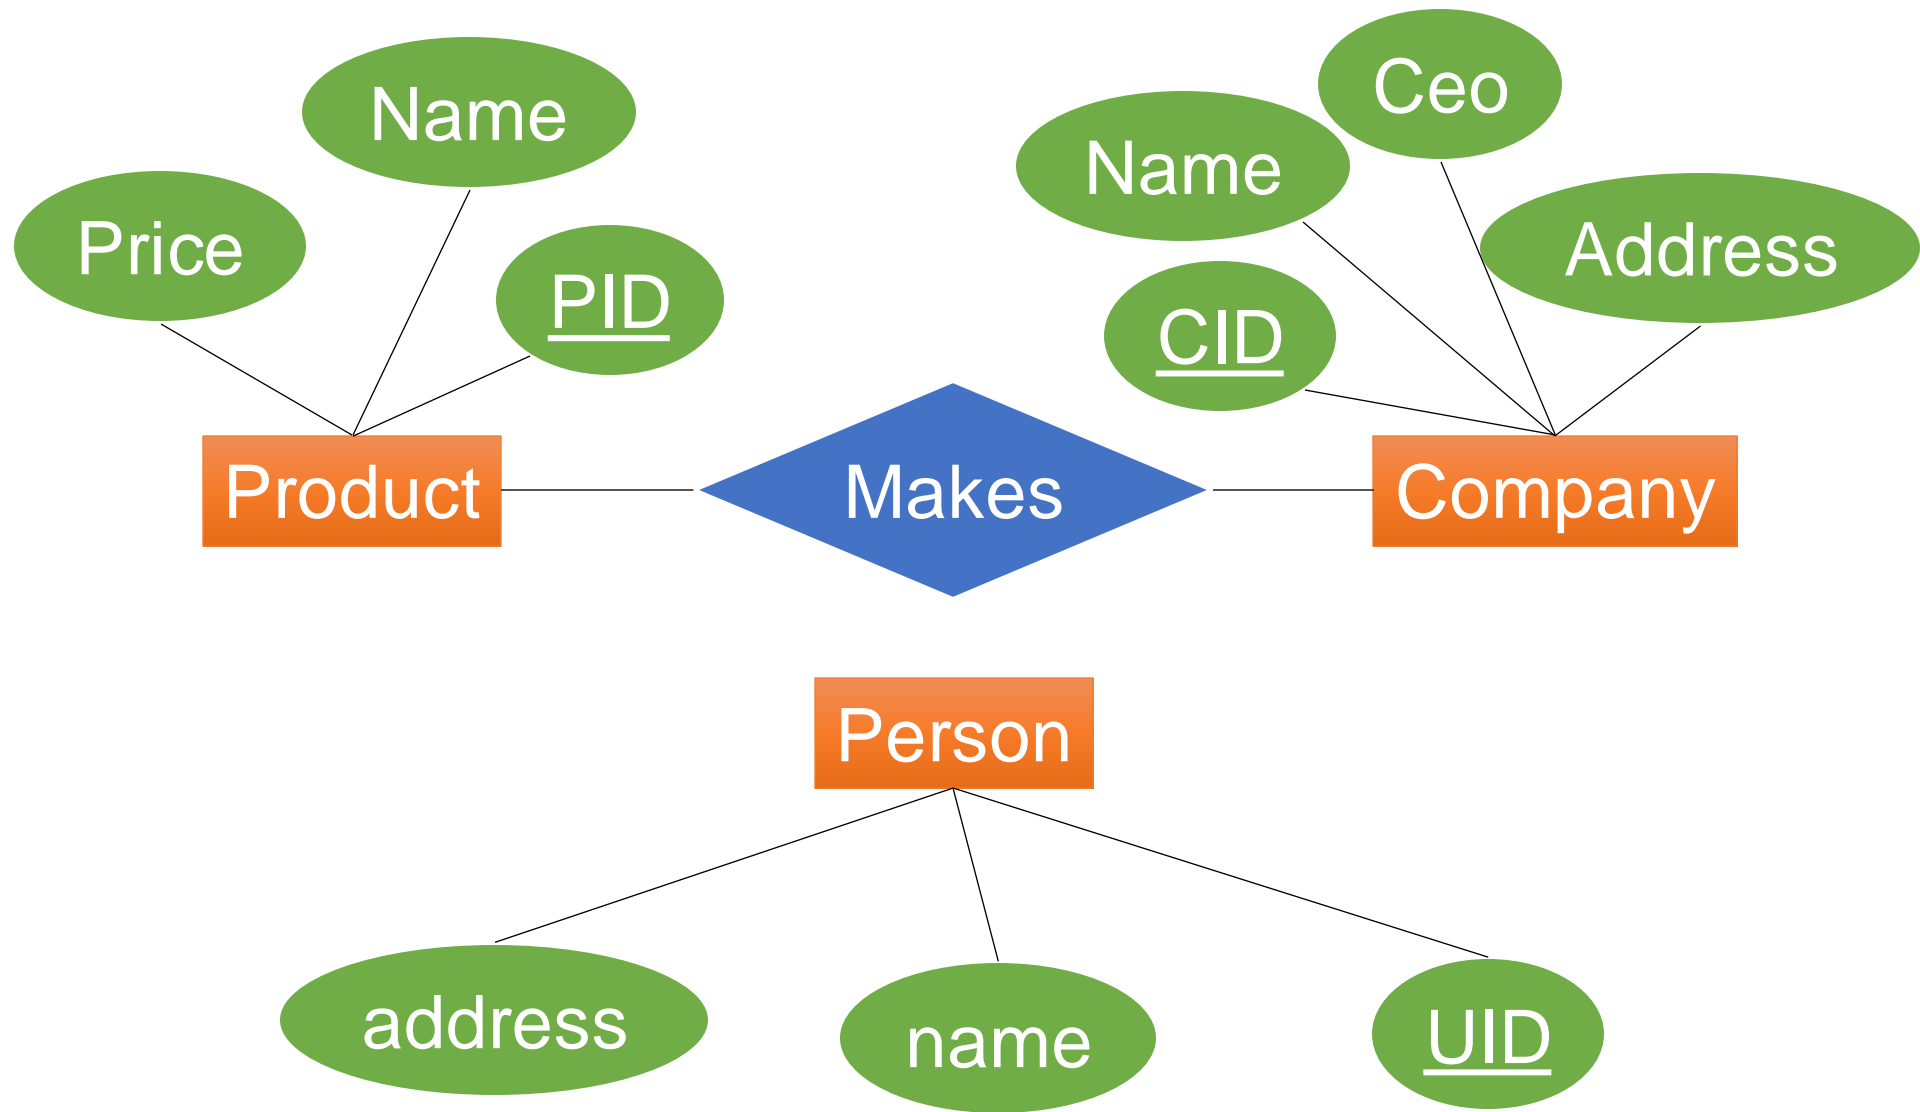 Ceo
Name
Name
Price
Address
PID
CID
Product
Makes
Company
Person
address
name
UID